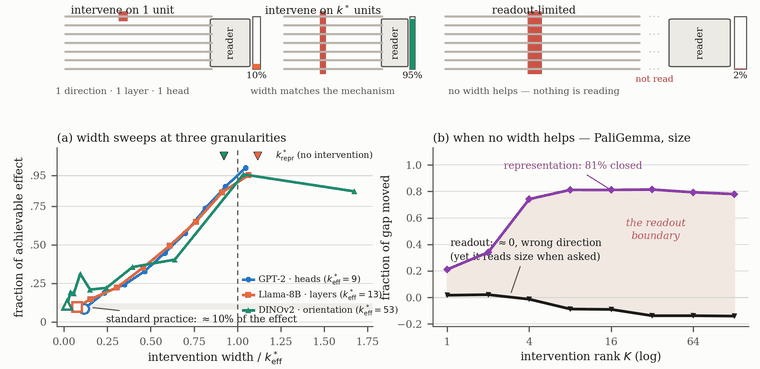 intervene on 1 unit
intervene on k* units
readout-limited
reader
reader
reader
10%
95%
2%
not read
1 direction · 1 layer · 1 head
width matches the mechanism
no width helps — nothing is reading
(a) width sweeps at three granularities
k*repr (no intervention)
fraction of achievable effect
.95
.75
.50
.25
0
GPT-2 · heads (k*eff = 9)
Llama-8B · layers (k*eff = 13)
DINOv2 · orientation (k*eff = 53)
standard practice: ≈ 10% of the effect
0.00
0.25
0.50
0.75
1.00
1.25
1.50
1.75
intervention width / k*eff
(b) when no width helps — PaliGemma, size
fraction of gap moved
1.0
0.8
0.6
0.4
0.2
0.0
−0.2
representation: 81% closed
the readout
boundary
readout: ≈ 0, wrong direction
(yet it reads size when asked)
1
4
16
64
intervention rank K (log)